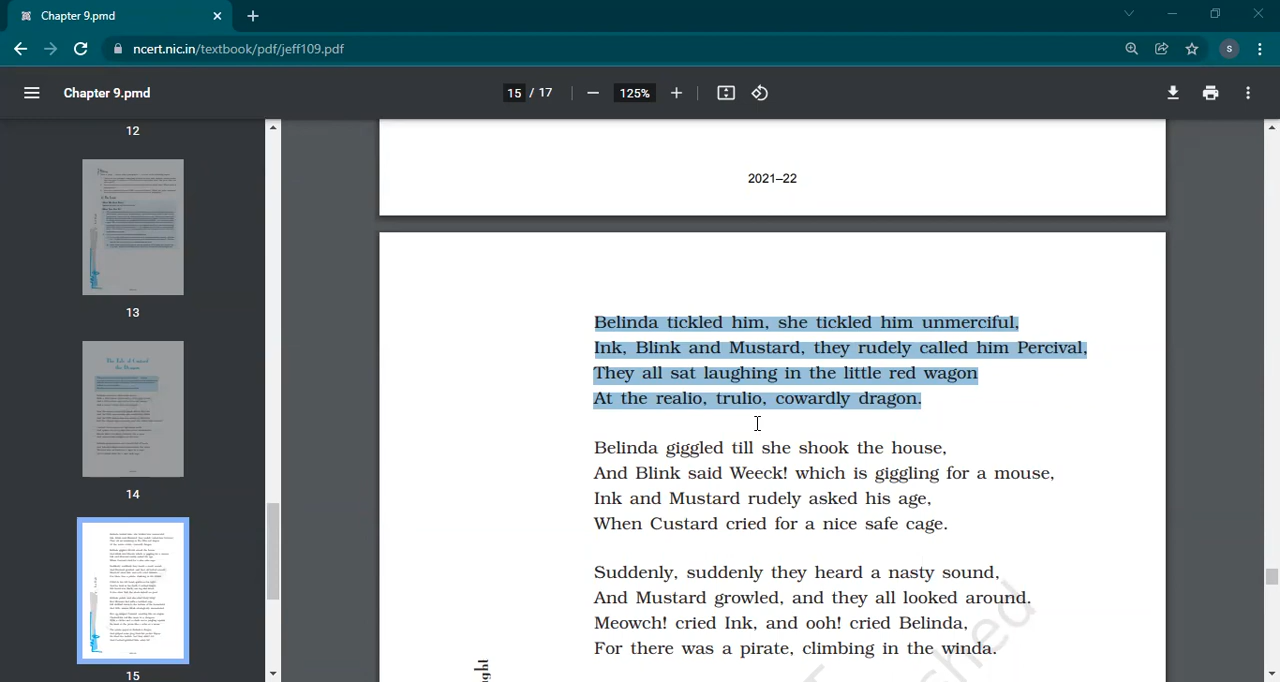 Chapter 9.pmd
ncert.nic.in/textbook/pdf/jeff109.pdf
S
Chapter 9.pmd
15 / 17
125%
12
13
14
15
2021–22
Belinda tickled him, she tickled him unmerciful,
Ink, Blink and Mustard, they rudely called him Percival,
They all sat laughing in the little red wagon
At the realio, trulio, cowardly dragon.
Belinda giggled till she shook the house,
And Blink said Weeck! which is giggling for a mouse,
Ink and Mustard rudely asked his age,
When Custard cried for a nice safe cage.
Suddenly, suddenly they heard a nasty sound,
And Mustard growled, and they all looked around.
Meowch! cried Ink, and ooh! cried Belinda,
For there was a pirate, climbing in the winda.